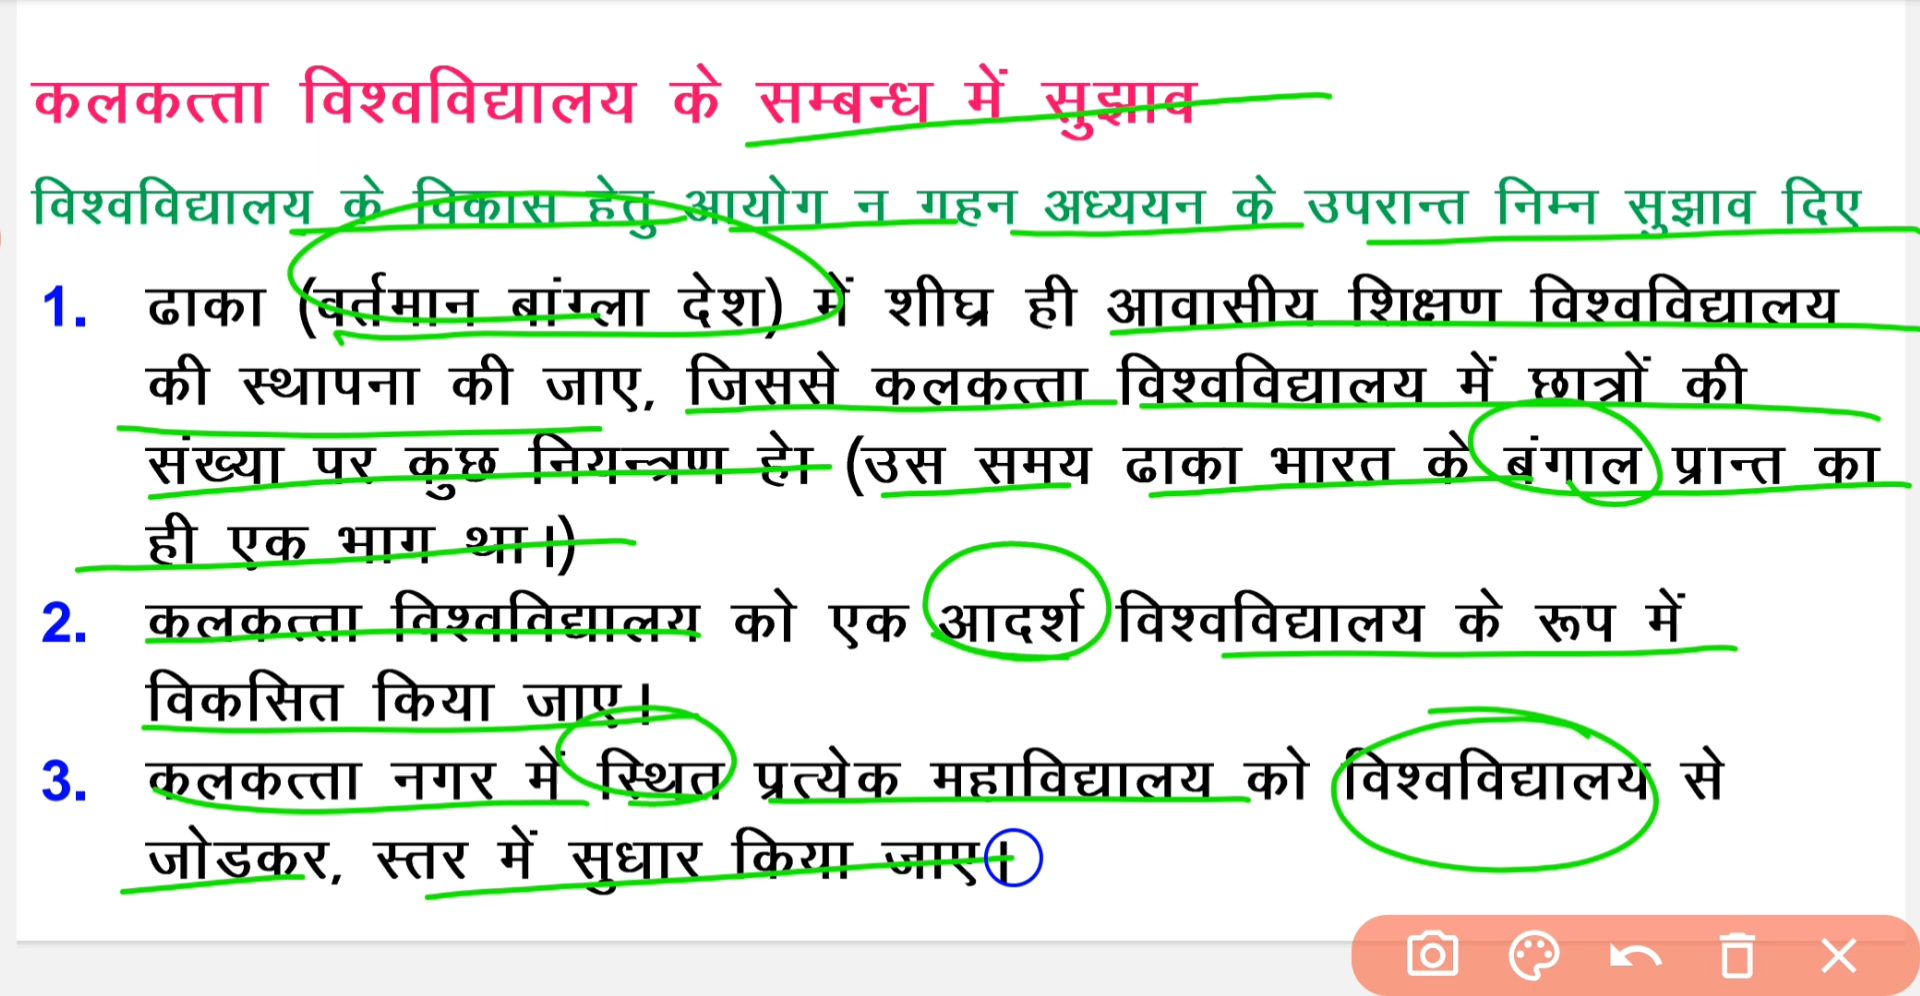 कलकत्ता विश्वविद्यालय के सम्बन्ध में सुझाव
विश्वविद्यालय के विकास हेतु आयोग न गहन अध्ययन के उपरान्त निम्न सुझाव दिए
1. ढाका (वर्तमान बांग्ला देश) में शीघ्र ही आवासीय शिक्षण विश्वविद्यालय
की स्थापना की जाए, जिससे कलकत्ता विश्वविद्यालय में छात्रों की
संख्या पर कुछ नियन्त्रण हेा (उस समय ढाका भारत के बंगाल प्रान्त का
ही एक भाग था।)
2. कलकत्ता विश्वविद्यालय को एक आदर्श विश्वविद्यालय के रूप में
विकसित किया जाए।
3. कलकत्ता नगर में स्थित प्रत्येक महाविद्यालय को विश्वविद्यालय से
जोडकर, स्तर में सुधार किया जाए।